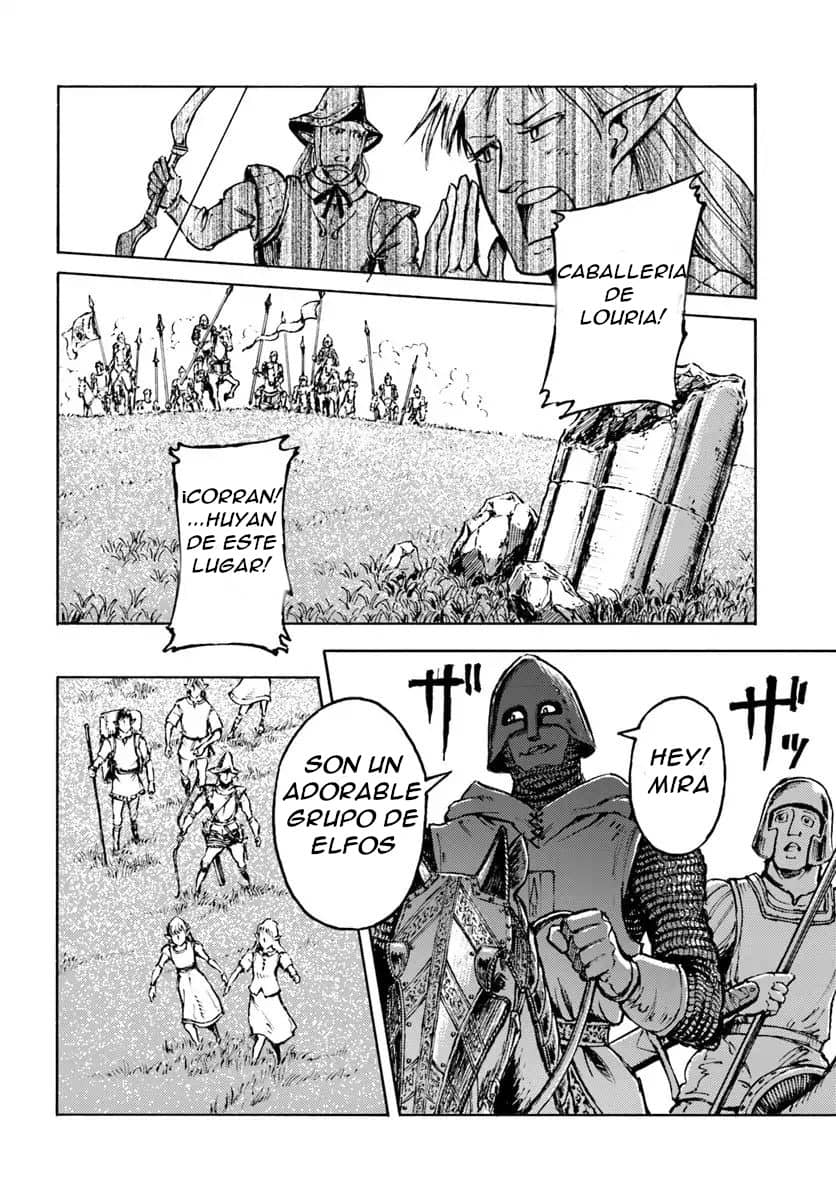 CABALLERIA
DE
LOURIA!
¡CORRAN!
...HUYAN
DE ESTE
LUGAR!
ザッ
HEY!
MIRA
ザッ
SON UN
ADORABLE
GRUPO DE
ELFOS